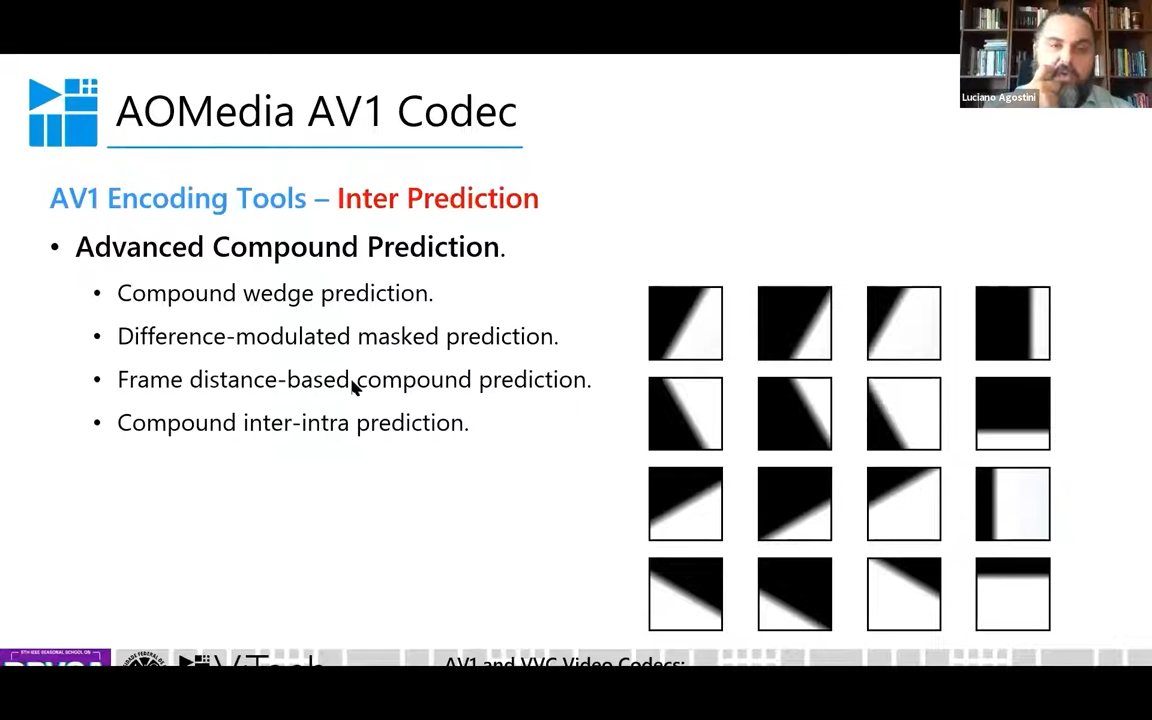 Luciano Agostini
AOMedia AV1 Codec
AV1 Encoding Tools – Inter Prediction
• Advanced Compound Prediction.
• Compound wedge prediction.
• Difference-modulated masked prediction.
• Frame distance-based compound prediction.
• Compound inter-intra prediction.
AV1 and VVC Video Codecs: